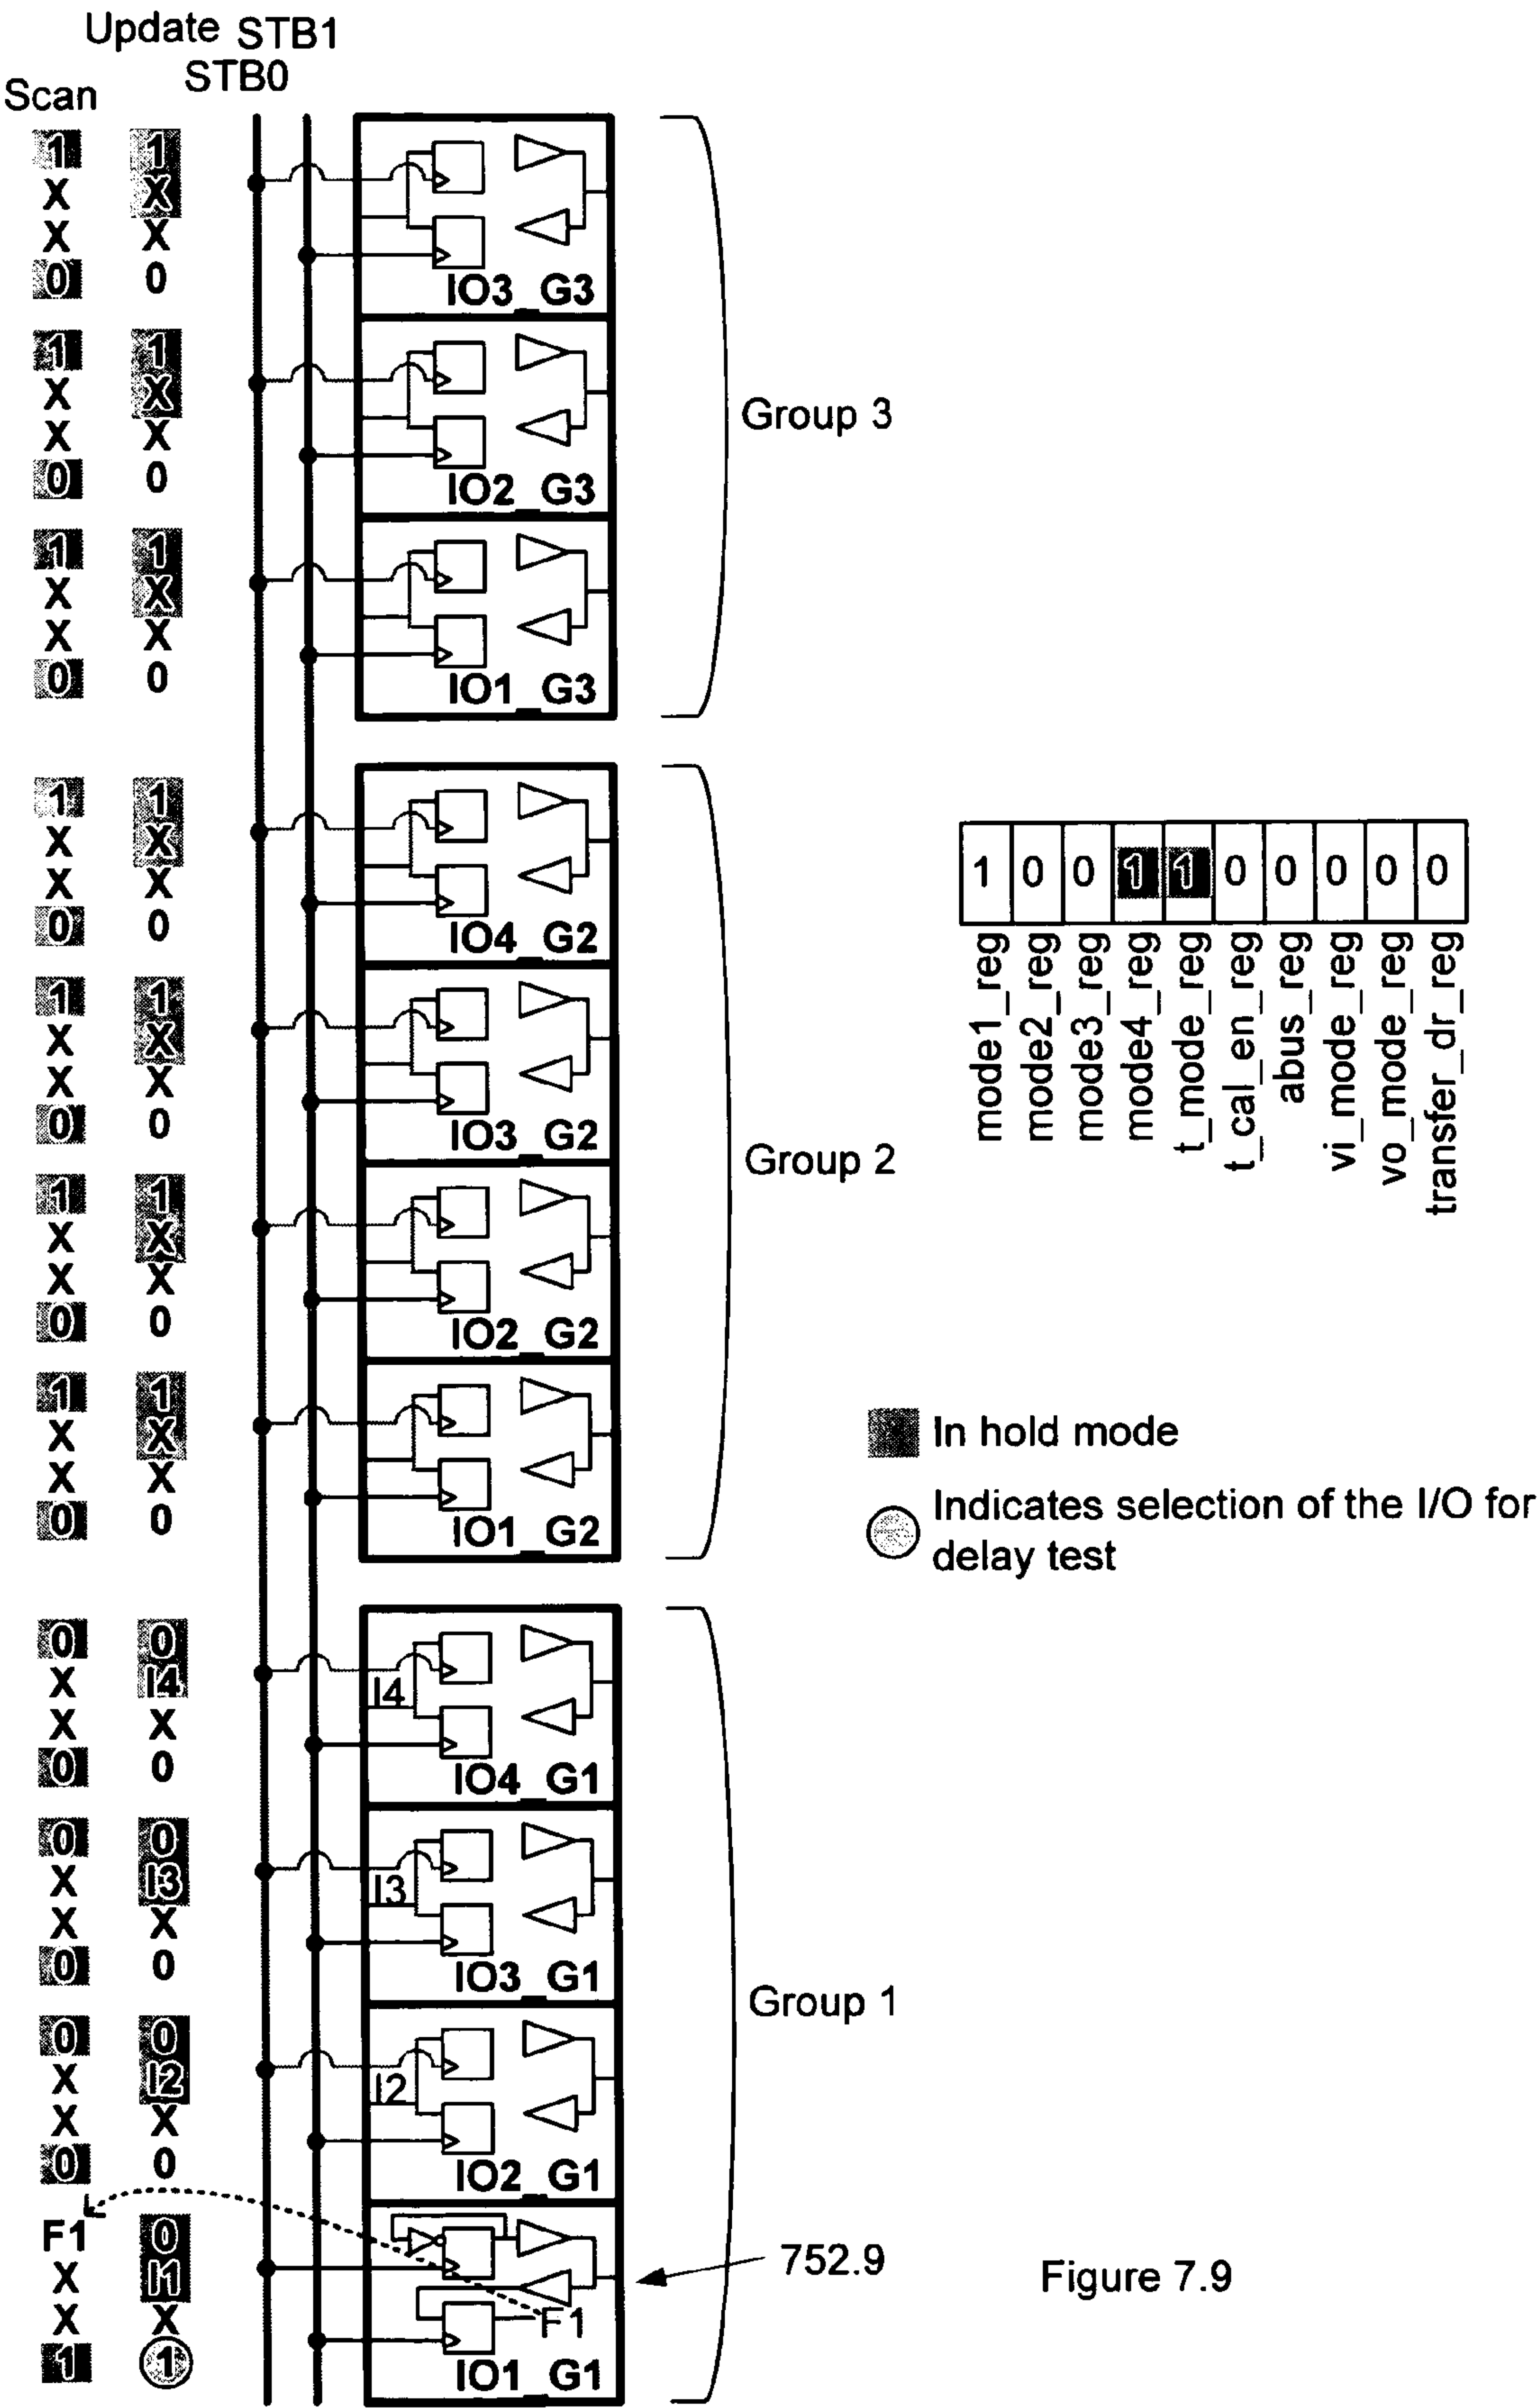 Update STB1
STB0
Scan
1 1
X X
X X
0 0
IO3_G3
1 1
X X
X X
0 0
IO2_G3
Group 3
1 1
X X
X X
0 0
IO1_G3
1 1
X X
X X
0 0
IO4_G2
1 1
X X
X X
0 0
IO3_G2
Group 2
1 1
X X
X X
0 0
IO2_G2
1 1
X X
X X
0 0
IO1_G2
1 0 0 1 1 0 0 0 0 0
mode1_reg
mode2_reg
mode3_reg
mode4_reg
t_mode_reg
t_cal_en_reg
abus_reg
vi_mode_reg
vo_mode_reg
transfer_dr_reg
In hold mode
Indicates selection of the I/O for
delay test
0 0
X I4
X X
0 0
I4
IO4_G1
0 0
X I3
X X
0 0
I3
IO3_G1
Group 1
0 0
X I2
X X
0 0
I2
IO2_G1
F1 0
X I1
X X
1 1
F1
IO1_G1
752.9
Figure 7.9